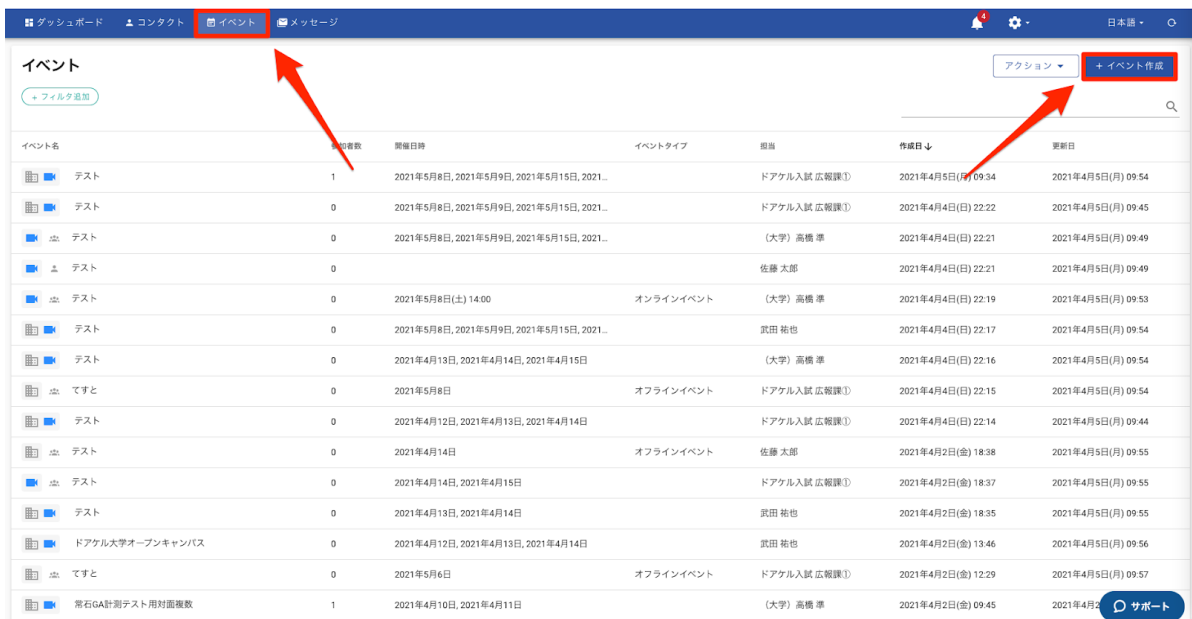 ダッシュボード コンタクト イベント メッセージ 4 日本語
イベント アクション + イベント作成
+ フィルタ追加
イベント名 参加者数 開催日時 イベントタイプ 担当 作成日 更新日
テスト 1 2021年5月8日, 2021年5月9日, 2021年5月15日, 2021... ドアケル入試 広報課① 2021年4月5日(月) 09:34 2021年4月5日(月) 09:54
テスト 0 2021年5月8日, 2021年5月9日, 2021年5月15日, 2021... ドアケル入試 広報課① 2021年4月4日(日) 22:22 2021年4月5日(月) 09:45
テスト 0 2021年5月8日, 2021年5月9日, 2021年5月15日, 2021... （大学）高橋 準 2021年4月4日(日) 22:21 2021年4月5日(月) 09:49
テスト 0 佐藤 太郎 2021年4月4日(日) 22:21 2021年4月5日(月) 09:49
テスト 0 2021年5月8日(土) 14:00 オンラインイベント （大学）高橋 準 2021年4月4日(日) 22:19 2021年4月5日(月) 09:53
テスト 0 2021年5月8日, 2021年5月9日, 2021年5月15日, 2021... 武田 祐也 2021年4月4日(日) 22:17 2021年4月5日(月) 09:54
テスト 0 2021年4月13日, 2021年4月14日, 2021年4月15日 （大学）高橋 準 2021年4月4日(日) 22:16 2021年4月5日(月) 09:54
てすと 0 2021年5月8日 オフラインイベント ドアケル入試 広報課① 2021年4月4日(日) 22:15 2021年4月5日(月) 09:54
テスト 0 2021年4月12日, 2021年4月13日, 2021年4月14日 ドアケル入試 広報課① 2021年4月4日(日) 22:14 2021年4月5日(月) 09:44
テスト 0 2021年4月14日 オフラインイベント 佐藤 太郎 2021年4月2日(金) 18:38 2021年4月5日(月) 09:55
テスト 0 2021年4月14日, 2021年4月15日 ドアケル入試 広報課① 2021年4月2日(金) 18:37 2021年4月5日(月) 09:55
テスト 0 2021年4月13日, 2021年4月14日 武田 祐也 2021年4月2日(金) 18:35 2021年4月5日(月) 09:55
ドアケル大学オープンキャンパス 0 2021年4月12日, 2021年4月13日, 2021年4月14日 武田 祐也 2021年4月2日(金) 13:46 2021年4月5日(月) 09:56
てすと 0 2021年5月6日 オフラインイベント ドアケル入試 広報課① 2021年4月2日(金) 12:29 2021年4月5日(月) 09:57
常石GA計測テスト用対面複数 1 2021年4月10日, 2021年4月11日 （大学）高橋 準 2021年4月2日(金) 09:45 2021年4月2
サポート